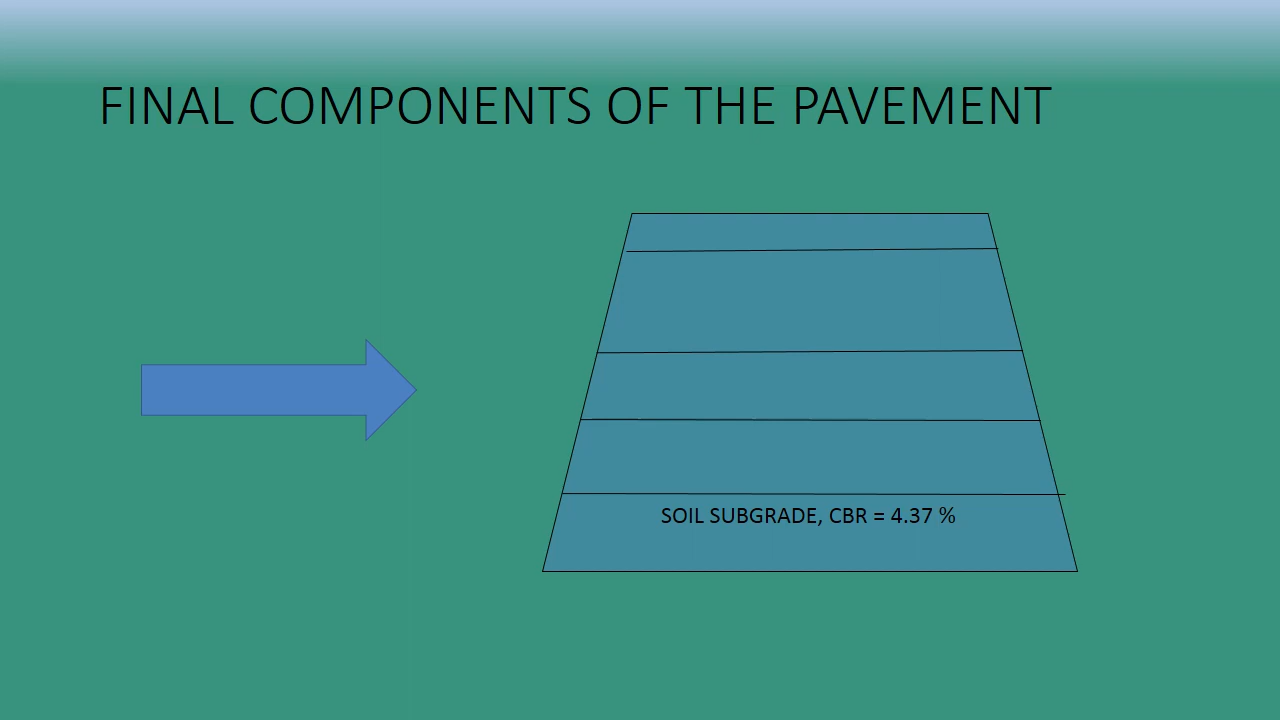 FINAL COMPONENTS OF THE PAVEMENT
SOIL SUBGRADE, CBR = 4.37 %